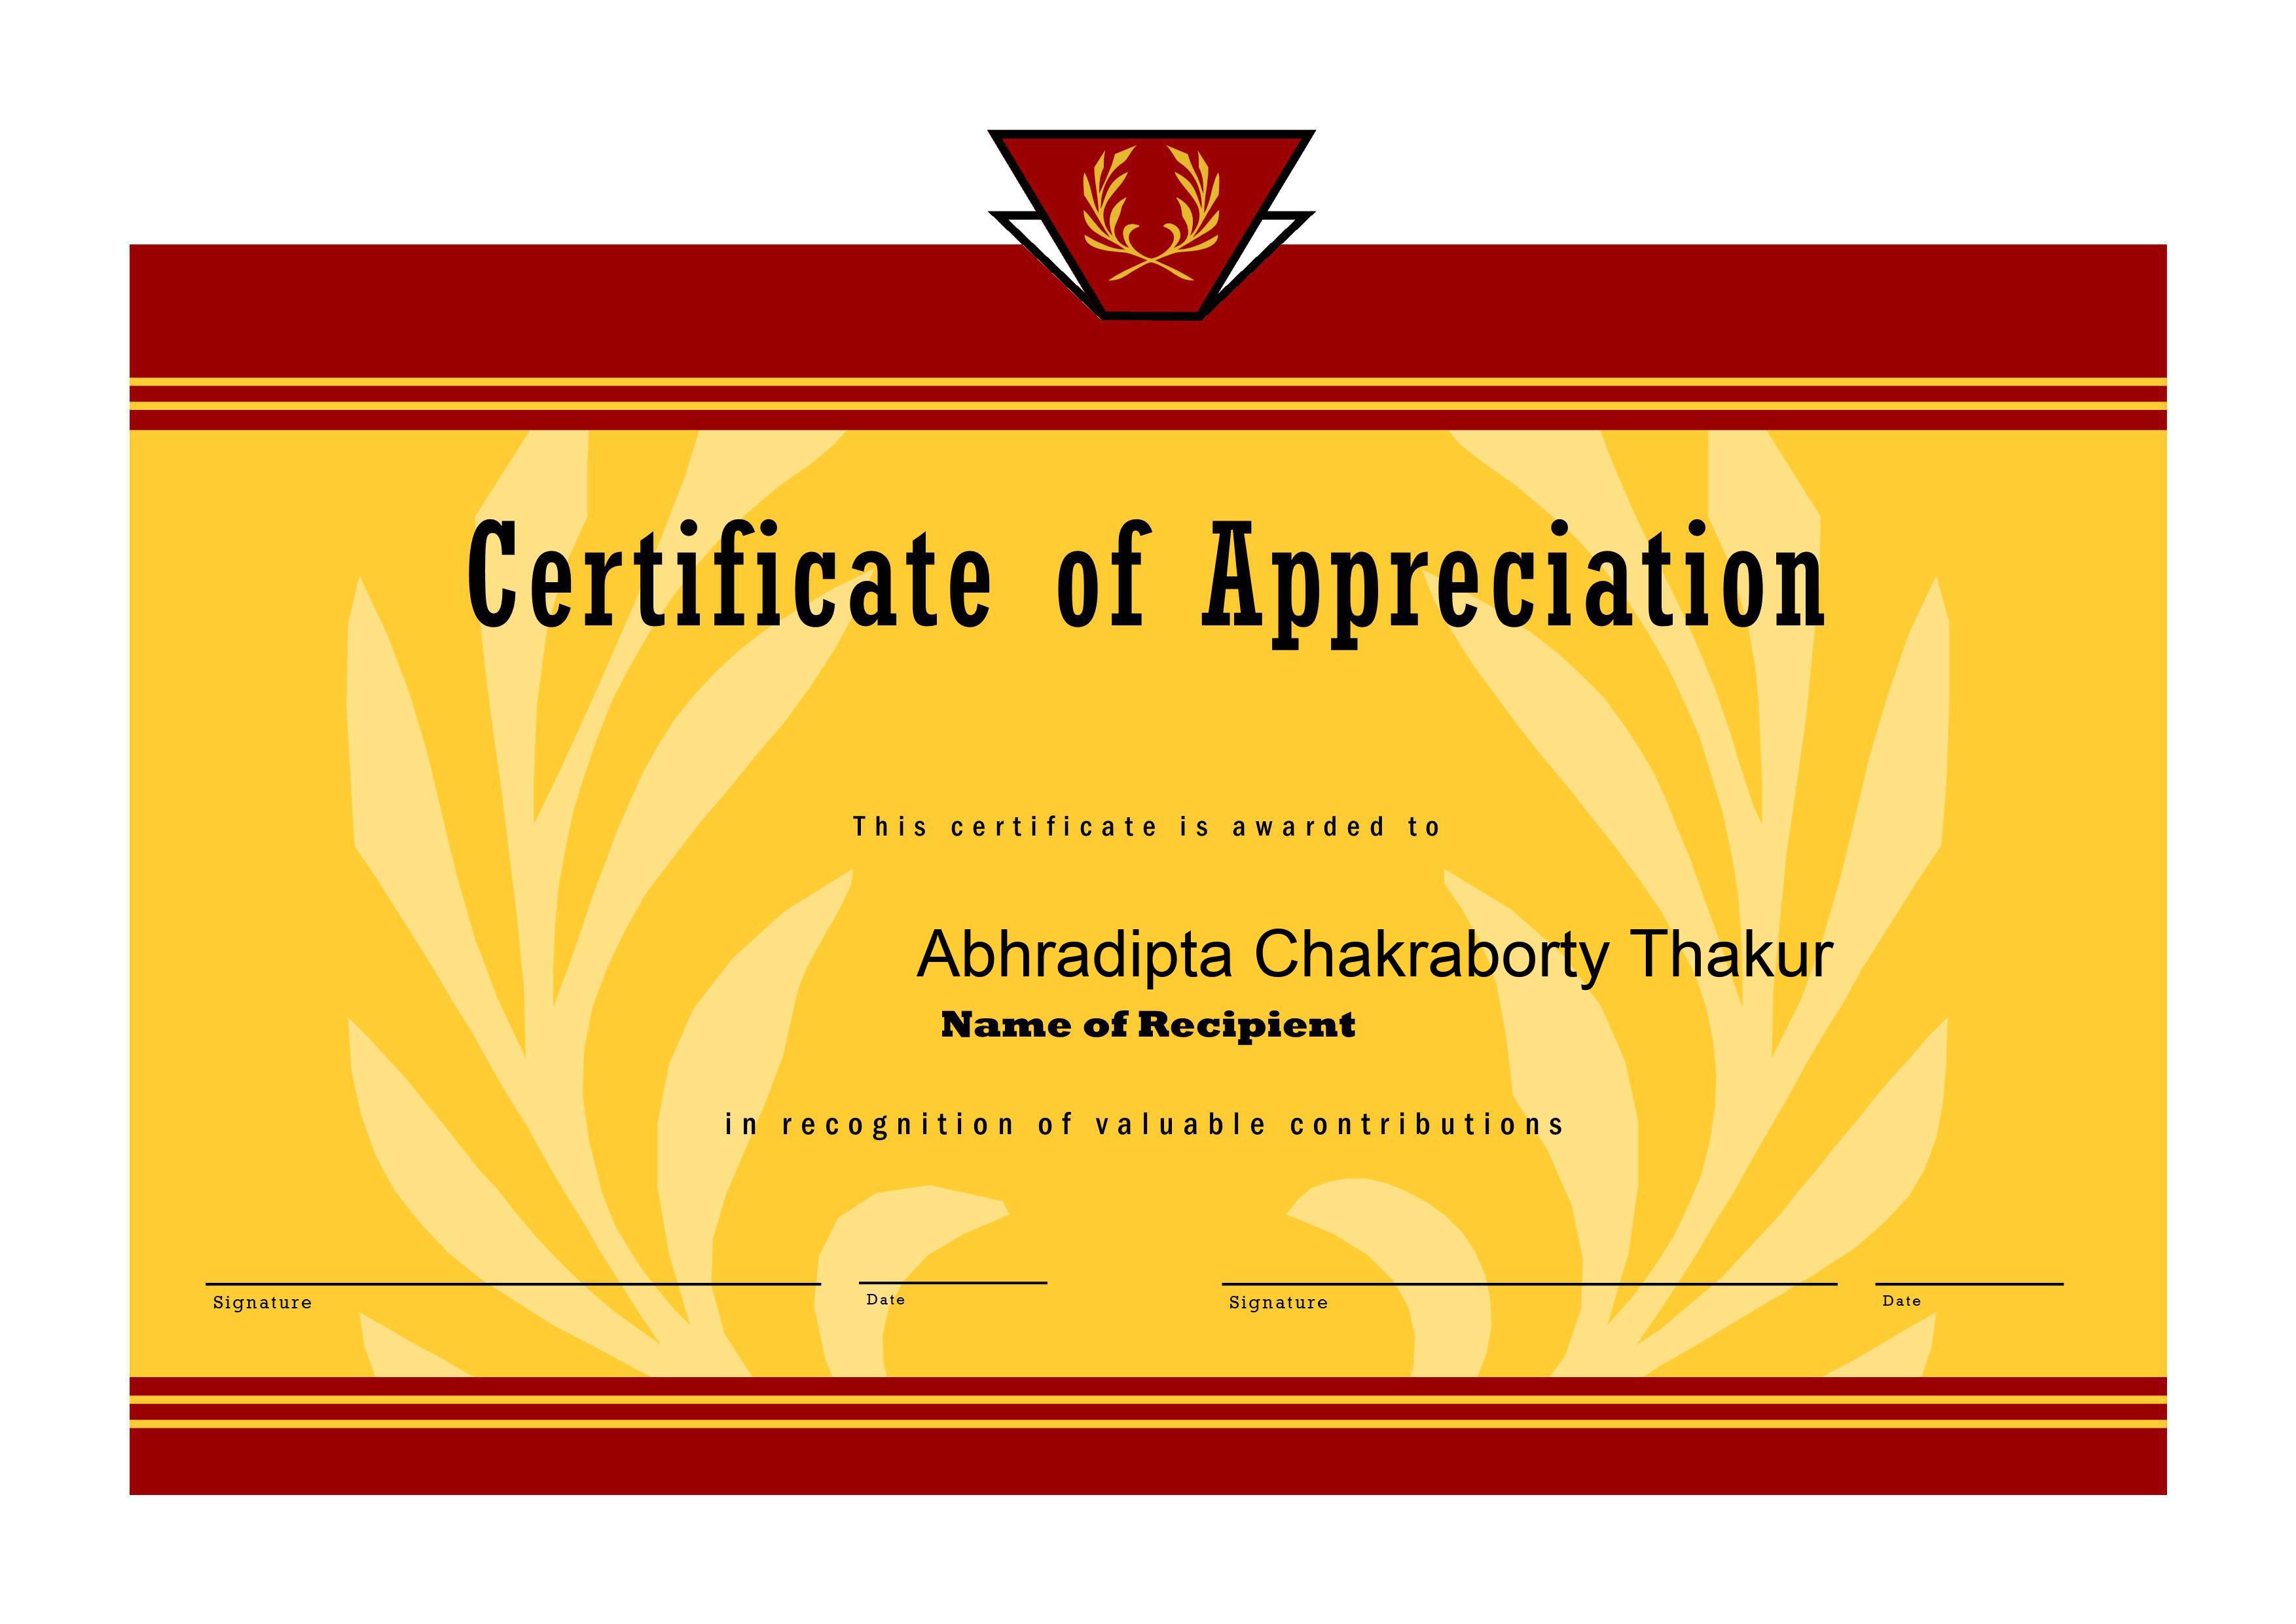 Certificate of Appreciation
This certificate is awarded to
Abhradipta Chakraborty Thakur
Name of Recipient
in recognition of valuable contributions
Signature Date Signature Date